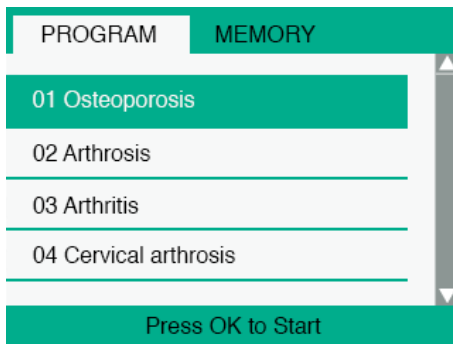 PROGRAM MEMORY
01 Osteoporosis
02 Arthrosis
03 Arthritis
04 Cervical arthrosis
Press OK to Start